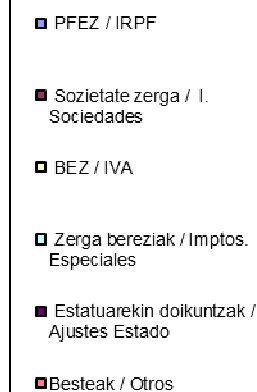 PFEZ / IRPF
Sozietate zerga / I.
Sociedades
BEZ / IVA
Zerga bereziak / Imptos.
Especiales
Estatuarekin doikuntzak /
Ajustes Estado
Besteak / Otros